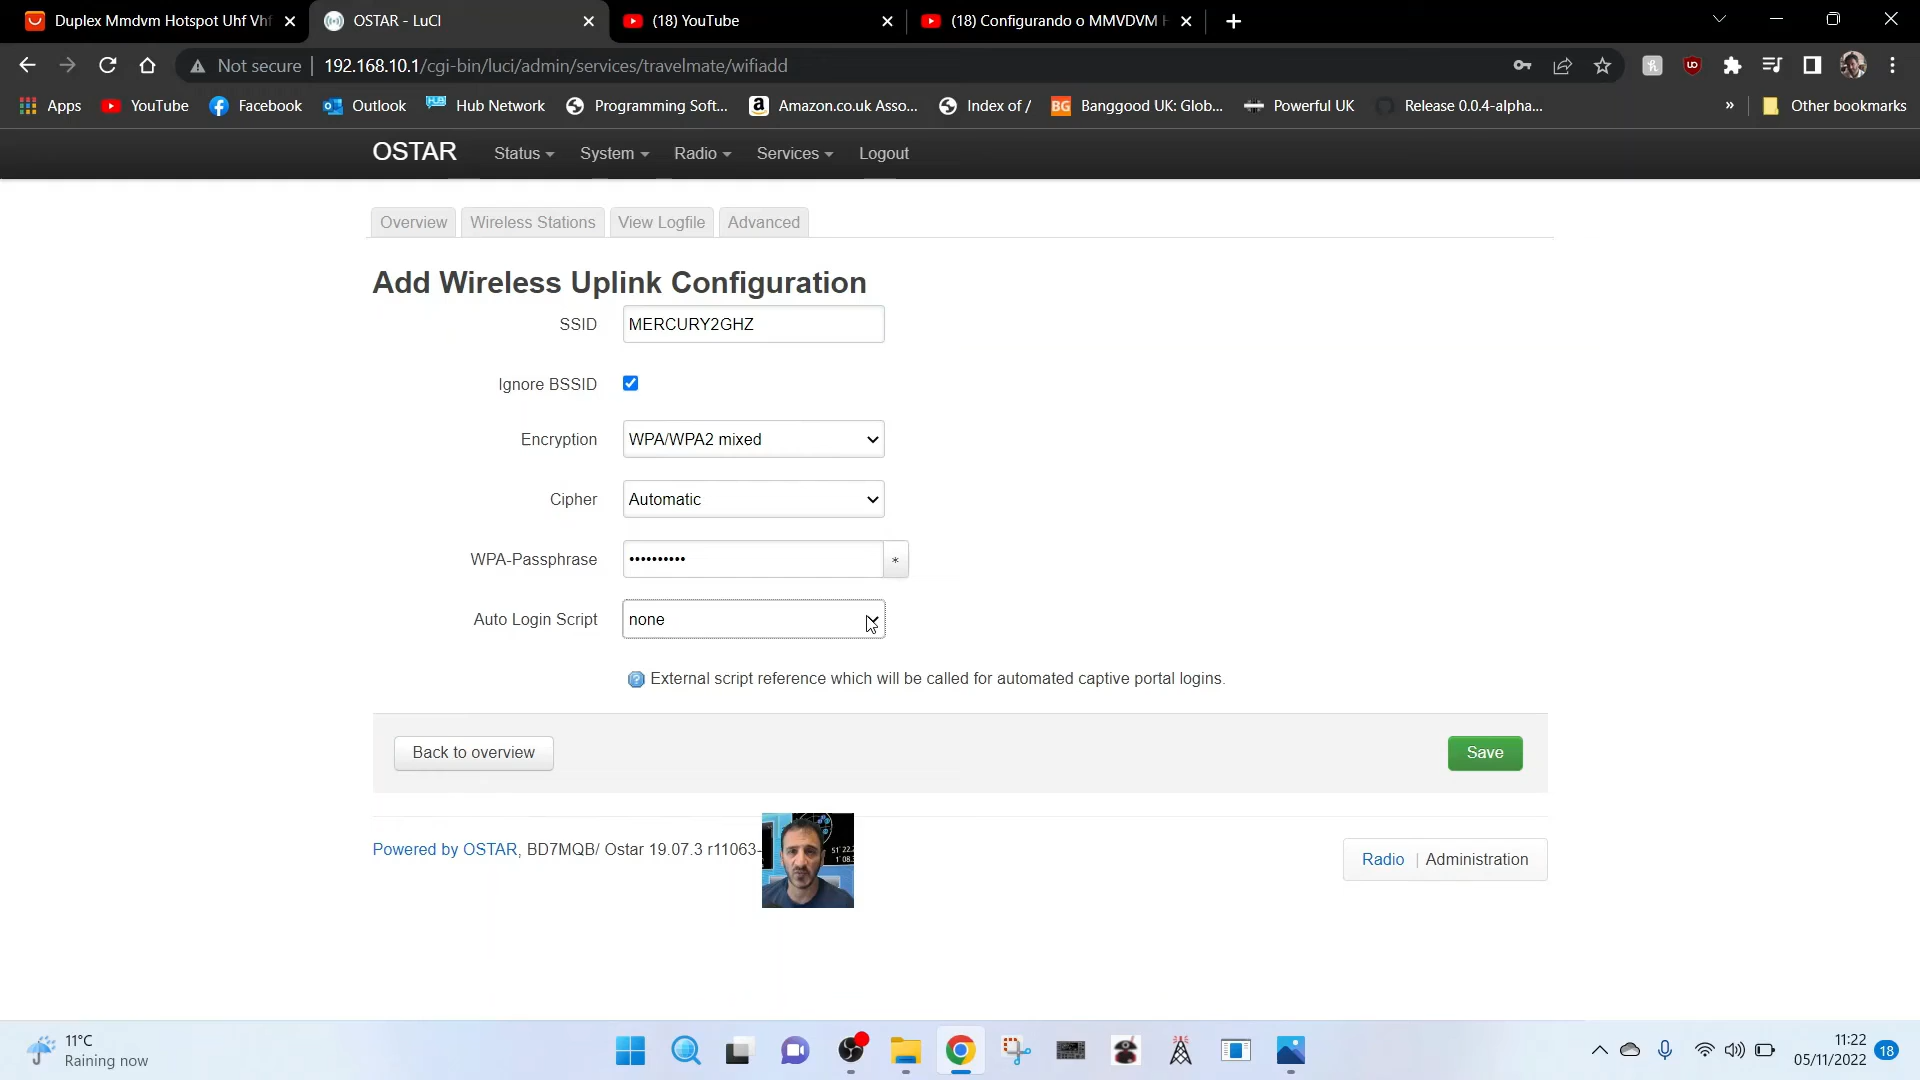 Duplex Mmdvm Hotspot Uhf Vhf
OSTAR - LuCI
(18) YouTube
(18) Configurando o MMVDVM H
Not secure
192.168.10.1/cgi-bin/luci/admin/services/travelmate/wifiadd
Apps
YouTube
Facebook
Outlook
HUB
Hub Network
Programming Soft...
a
Amazon.co.uk Asso...
Index of /
BG
Banggood UK: Glob...
Powerful UK
Release 0.0.4-alpha...
»
Other bookmarks
OSTAR
Status
System
Radio
Services
Logout
Overview
Wireless Stations
View Logfile
Advanced
Add Wireless Uplink Configuration
SSID
MERCURY2GHZ
Ignore BSSID
Encryption
WPA/WPA2 mixed
Cipher
Automatic
WPA-Passphrase
••••••••••
*
Auto Login Script
none
External script reference which will be called for automated captive portal logins.
Back to overview
Save
Powered by OSTAR, BD7MQB/ Ostar 19.07.3 r11063-
Radio | Administration
11°C
Raining now
11:22
05/11/2022
18